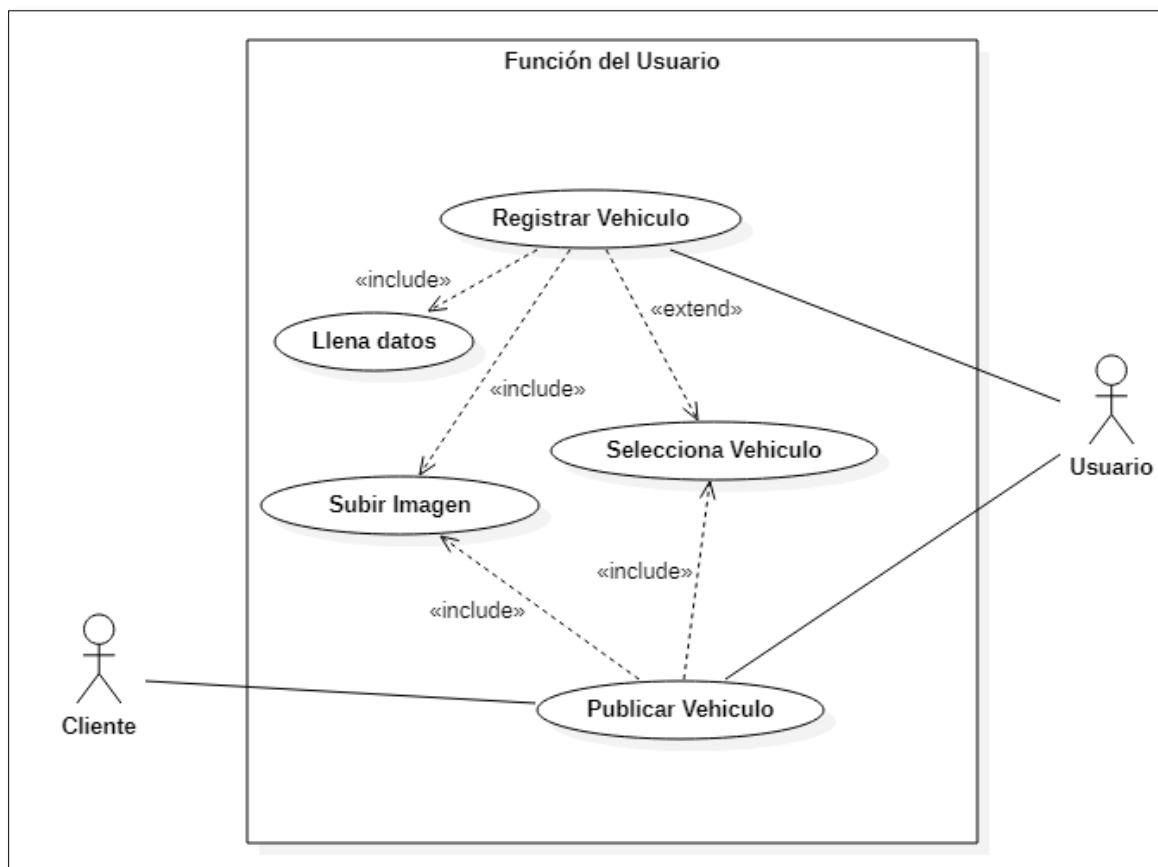 Función del Usuario
Registrar Vehiculo
«include»
«extend»
Llena datos
«include»
Selecciona Vehiculo
Usuario
Subir Imagen
«include»
«include»
Publicar Vehiculo
Cliente